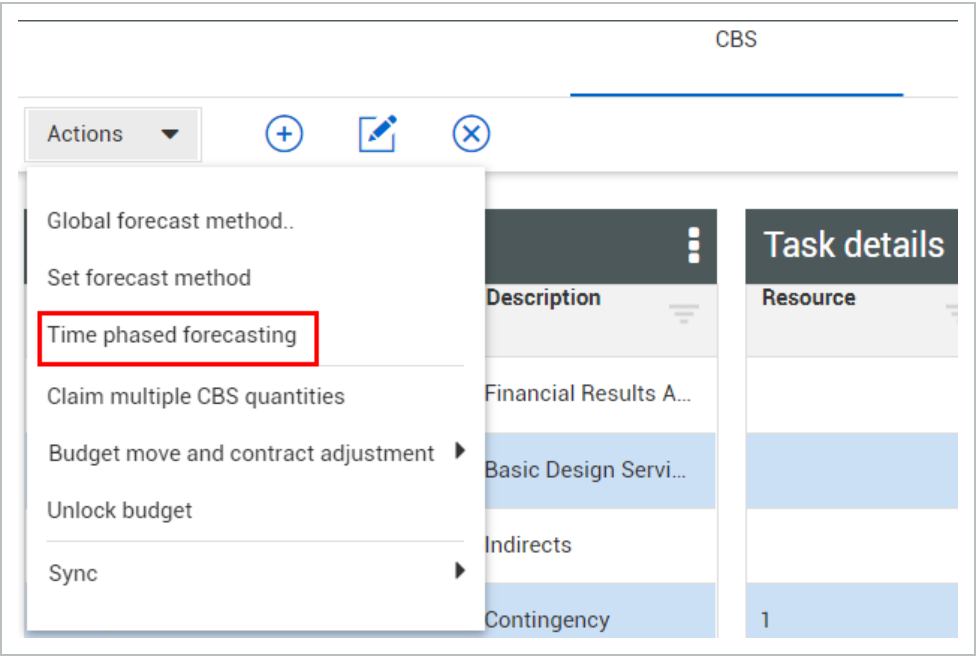 CBS
Actions
Global forecast method..
Set forecast method
Time phased forecasting
Claim multiple CBS quantities
Budget move and contract adjustment
Unlock budget
Sync
Description
Financial Results A...
Basic Design Servi...
Indirects
Contingency
Task details
Resource
1